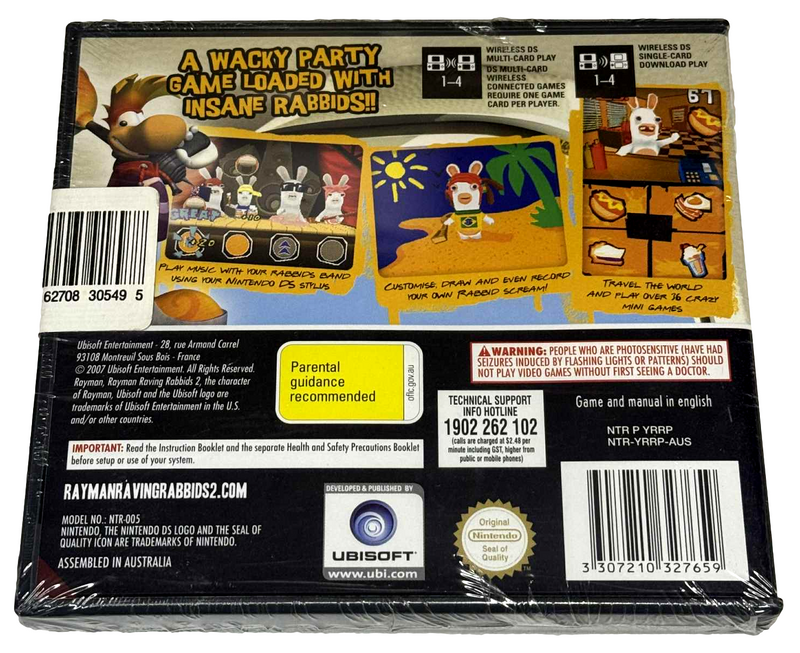 A WACKY PARTY
GAME LOADED WITH
INSANE RABBIDS!!
1-4
WIRELESS DS
MULTI-CARD PLAY
DS MULTI-CARD
WIRELESS
CONNECTED GAMES
REQUIRE ONE GAME
CARD PER PLAYER.
1-4
WIRELESS DS
SINGLE-CARD
DOWNLOAD PLAY
67
GREAT
PLAY MUSIC WITH YOUR RABBIDS BAND
USING YOUR NINTENDO DS STYLUS
CUSTOMISE, DRAW AND EVEN RECORD
YOUR OWN RABBID SCREAM!
TRAVEL THE WORLD
AND PLAY OVER 36 CRAZY
MINI GAMES
62708 30549 5
Ubisoft Entertainment - 28, rue Armand Carrel
93108 Montreuil Sous Bois - France
© 2007 Ubisoft Entertainment. All Rights Reserved.
Rayman, Rayman Raving Rabbids 2, the character
of Rayman, Ubisoft and the Ubisoft logo are
trademarks of Ubisoft Entertainment in the U.S.
and/or other countries.
Parental
guidance
recommended
oflc.gov.au
WARNING: PEOPLE WHO ARE PHOTOSENSITIVE (HAVE HAD
SEIZURES INDUCED BY FLASHING LIGHTS OR PATTERNS) SHOULD
NOT PLAY VIDEO GAMES WITHOUT FIRST SEEING A DOCTOR.
TECHNICAL SUPPORT
INFO HOTLINE
1902 262 102
(calls are charged at $2.48 per
minute including GST, higher from
public or mobile phones)
Game and manual in english
NTR P YRRP
NTR-YRRP-AUS
IMPORTANT: Read the Instruction Booklet and the separate Health and Safety Precautions Booklet
before setup or use of your system.
RAYMANRAVINGRABBIDS2.COM
MODEL NO.: NTR-005
NINTENDO, THE NINTENDO DS LOGO AND THE SEAL OF
QUALITY ICON ARE TRADEMARKS OF NINTENDO.
ASSEMBLED IN AUSTRALIA
DEVELOPED & PUBLISHED BY
UBISOFT
www.ubi.com
Original
Nintendo
Seal of
Quality
TM
3 307210 327659